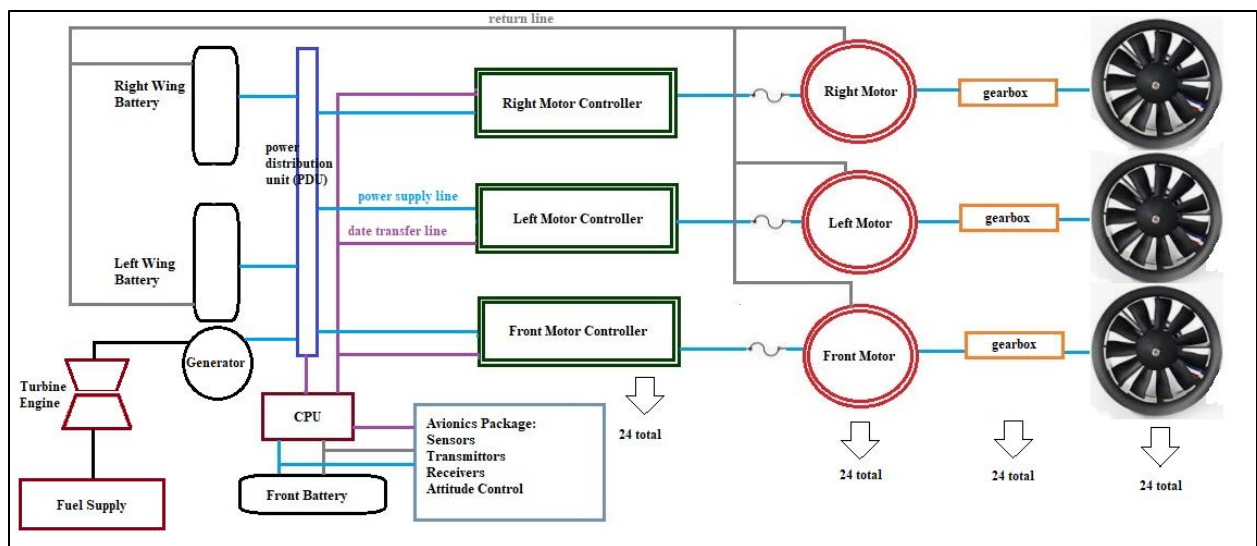 return line
Right Wing
Battery
Right Motor Controller
Right Motor
gearbox
power
distribution
unit (PDU)
power supply line
Left Motor Controller
Left Motor
gearbox
date transfer line
Left Wing
Battery
Front Motor Controller
Front Motor
gearbox
Generator
Turbine
Engine
CPU
Avionics Package:
Sensors
Transmittors
Receivers
Attitude Control
24 total
24 total
24 total
24 total
Front Battery
Fuel Supply